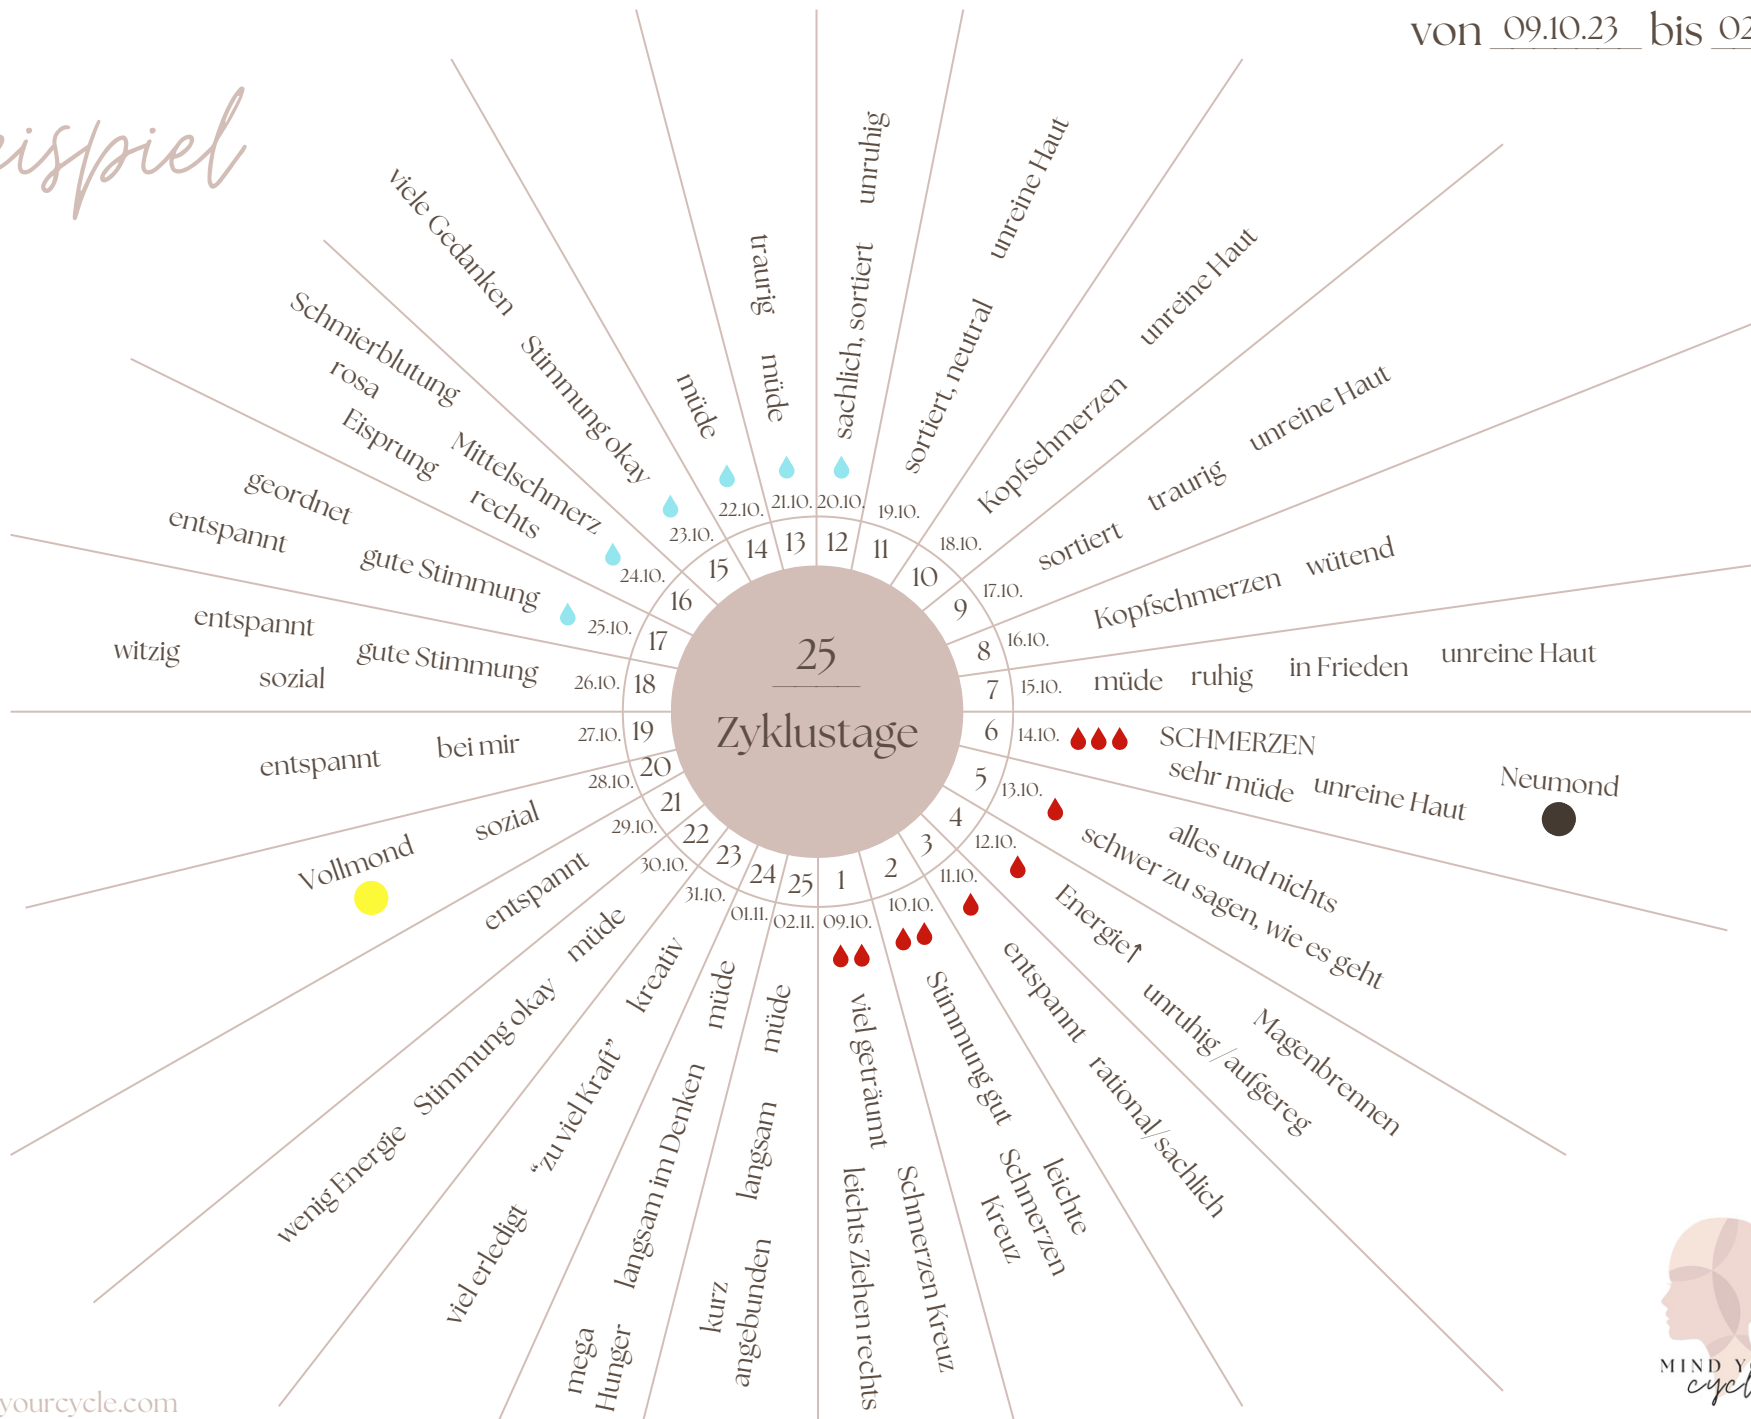 von 09.10.23 bis 02
eispiel
25
Zyklustage
1
09.10.
viel geträumt
Schmerzen Kreuz
leichts Ziehen rechts
2
10.10.
Stimmung gut
leichte
Schmerzen
Kreuz
3
11.10.
entspannt
rational/sachlich
4
12.10.
Energie↑
unruhig/aufgereg
Magenbrennen
5
13.10.
alles und nichts
schwer zu sagen, wie es geht
6
14.10.
SCHMERZEN
sehr müde
unreine Haut
Neumond
7
15.10.
müde
ruhig
in Frieden
unreine Haut
8
16.10.
Kopfschmerzen
wütend
9
17.10.
sortiert
traurig
unreine Haut
10
18.10.
Kopfschmerzen
unreine Haut
11
19.10.
sortiert, neutral
unreine Haut
12
20.10.
sachlich, sortiert
unruhig
13
21.10.
müde
traurig
14
22.10.
müde
15
23.10.
Stimmung okay
viele Gedanken
16
24.10.
Schmierblutung
rosa
Mittelschmerz
rechts
Eisprung
17
25.10.
gute Stimmung
geordnet
entspannt
18
26.10.
gute Stimmung
entspannt
sozial
witzig
19
27.10.
bei mir
entspannt
20
28.10.
sozial
Vollmond
21
29.10.
entspannt
22
30.10.
müde
Stimmung okay
wenig Energie
23
31.10.
kreativ
“zu viel Kraft”
viel erledigt
24
01.11.
müde
langsam im Denken
mega
Hunger
25
02.11.
müde
langsam
kurz
angebunden
yourcycle.com
MIND Y
cycl